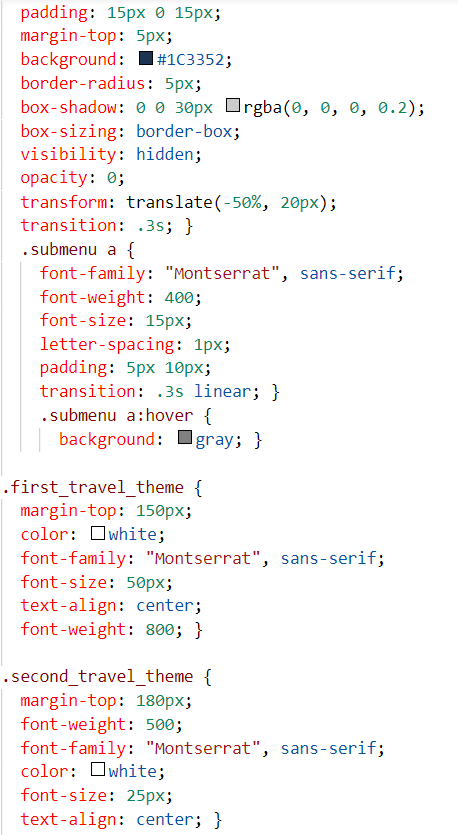 padding: 15px 0 15px;
margin-top: 5px;
background: #1C3352;
border-radius: 5px;
box-shadow: 0 0 30px rgba(0, 0, 0, 0.2);
box-sizing: border-box;
visibility: hidden;
opacity: 0;
transform: translate(-50%, 20px);
transition: .3s; }
.submenu a {
font-family: "Montserrat", sans-serif;
font-weight: 400;
font-size: 15px;
letter-spacing: 1px;
padding: 5px 10px;
transition: .3s linear; }
.submenu a:hover {
background: gray; }
.first_travel_theme {
margin-top: 150px;
color: white;
font-family: "Montserrat", sans-serif;
font-size: 50px;
text-align: center;
font-weight: 800; }
.second_travel_theme {
margin-top: 180px;
font-weight: 500;
font-family: "Montserrat", sans-serif;
color: white;
font-size: 25px;
text-align: center; }